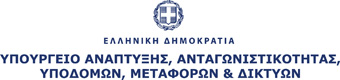 ΕΛΛΗΝΙΚΗ ΔΗΜΟΚΡΑΤΙΑ
ΥΠΟΥΡΓΕΙΟ ΑΝΑΠΤΥΞΗΣ, ΑΝΤΑΓΩΝΙΣΤΙΚΟΤΗΤΑΣ,
ΥΠΟΔΟΜΩΝ, ΜΕΤΑΦΟΡΩΝ & ΔΙΚΤΥΩΝ